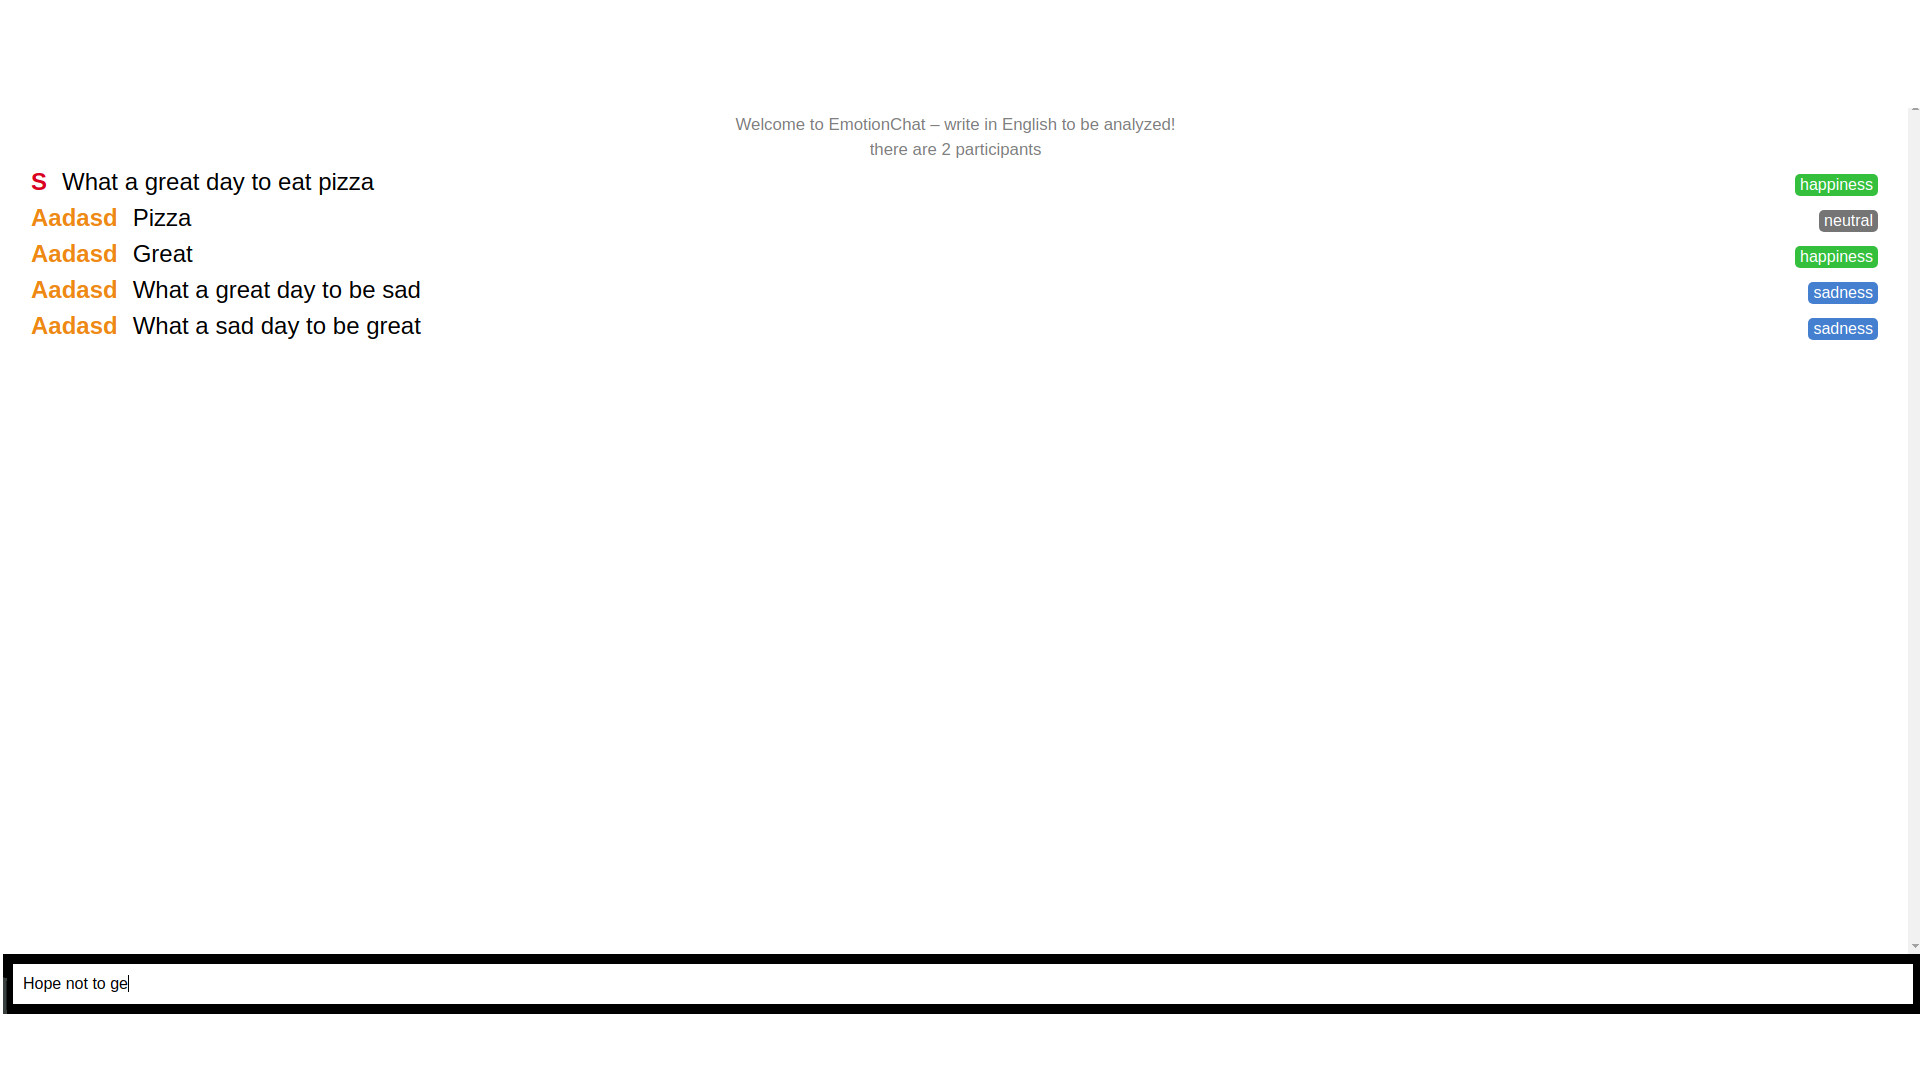 Welcome to EmotionChat – write in English to be analyzed!
there are 2 participants
S What a great day to eat pizza happiness
Aadasd Pizza neutral
Aadasd Great happiness
Aadasd What a great day to be sad sadness
Aadasd What a sad day to be great sadness
Hope not to ge